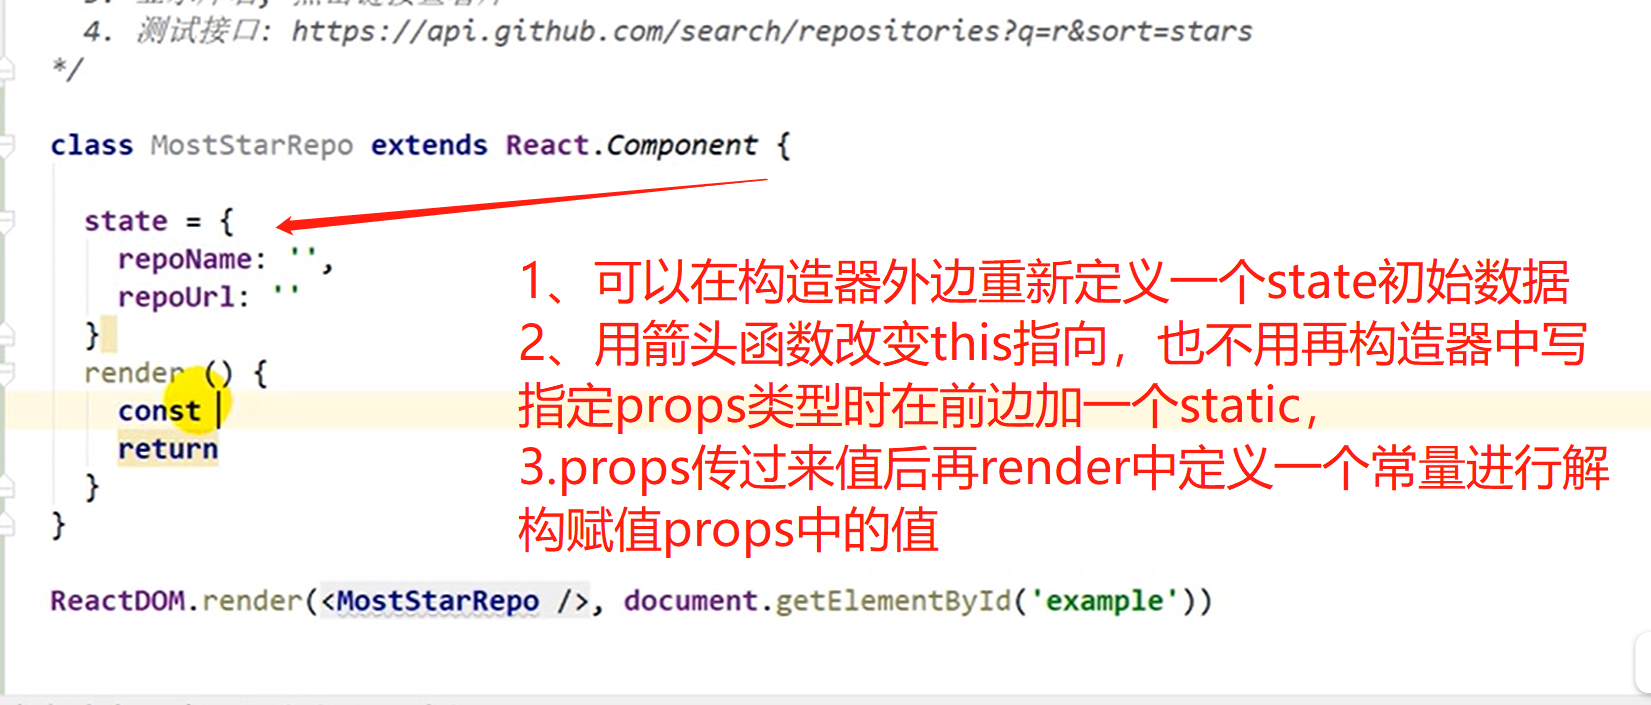 4. 测试接口: https://api.github.com/search/repositories?q=r&sort=stars
*/
class MostStarRepo extends React.Component {
state = {
repoName: '',
repoUrl: ''
}
render () {
const
return
}
}
1、可以在构造器外边重新定义一个state初始数据
2、用箭头函数改变this指向，也不用再构造器中写
指定props类型时在前边加一个static，
3.props传过来值后再render中定义一个常量进行解
构赋值props中的值
ReactDOM.render(<MostStarRepo />, document.getElementById('example'))